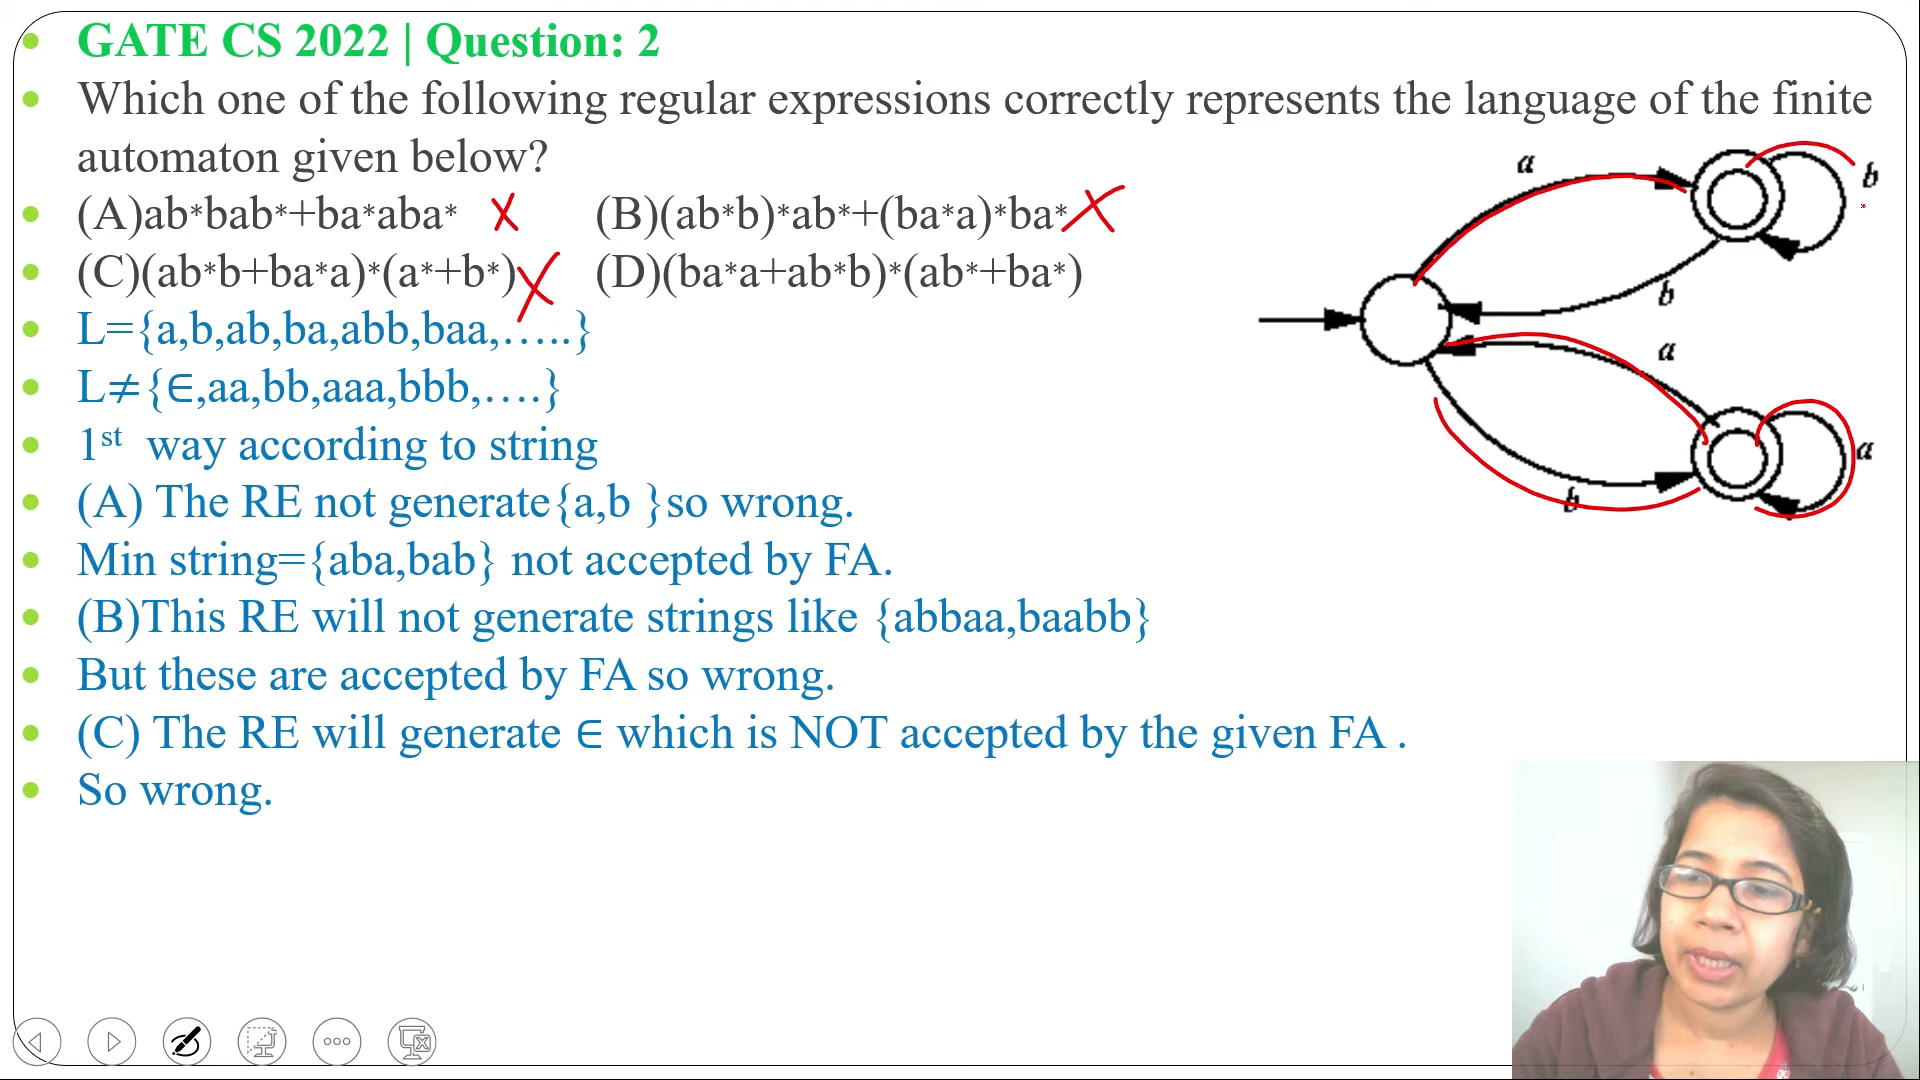 GATE CS 2022 | Question: 2
Which one of the following regular expressions correctly represents the language of the finite
automaton given below?
(A)ab*bab*+ba*aba* (B)(ab*b)*ab*+(ba*a)*ba*
(C)(ab*b+ba*a)*(a*+b*) (D)(ba*a+ab*b)*(ab*+ba*)
L={a,b,ab,ba,abb,baa,…..}
L≠{∈,aa,bb,aaa,bbb,….}
1st way according to string
(A) The RE not generate{a,b }so wrong.
Min string={aba,bab} not accepted by FA.
(B)This RE will not generate strings like {abbaa,baabb}
But these are accepted by FA so wrong.
(C) The RE will generate ∈ which is NOT accepted by the given FA .
So wrong.
a
b
b
a
a
b